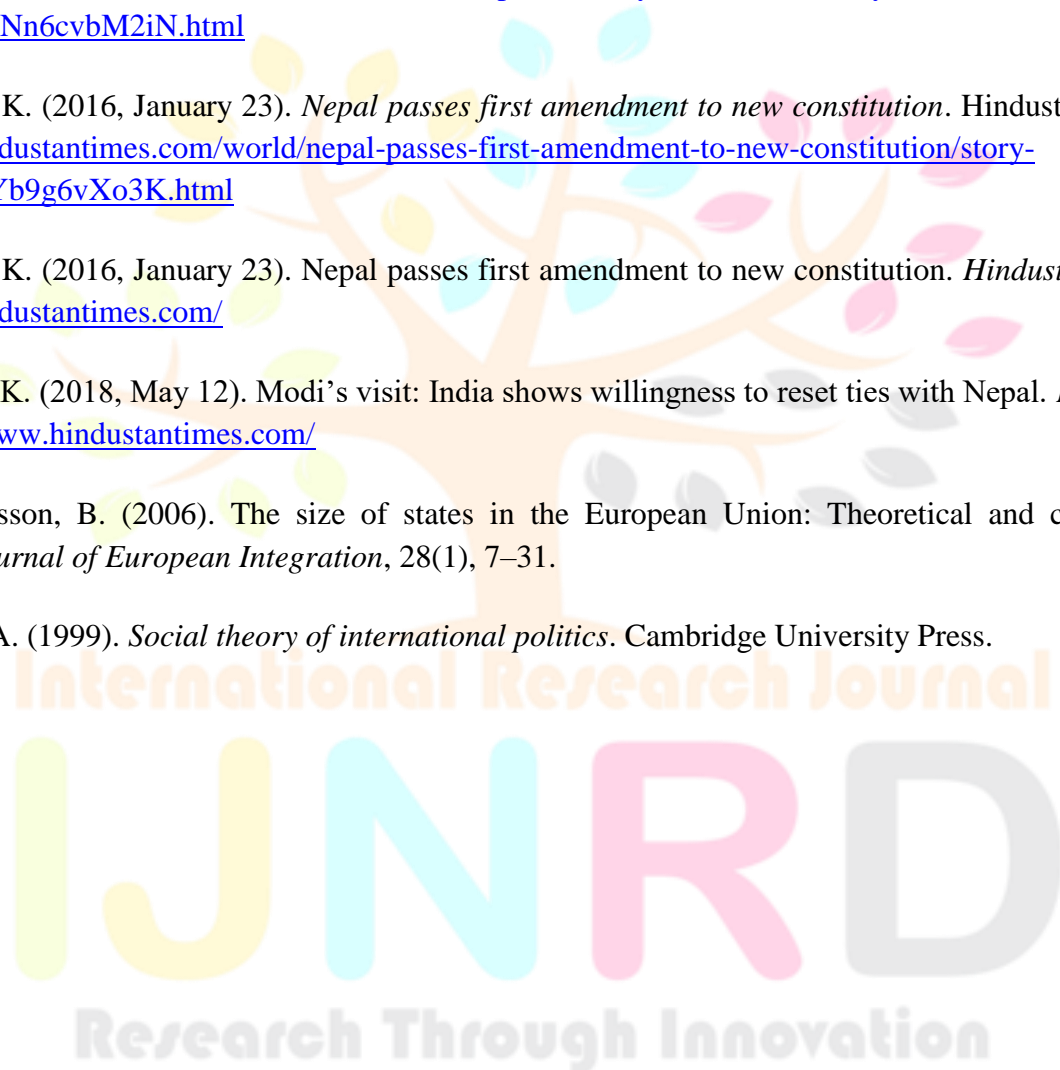 Nn6cvbM2iN.html
K. (2016, January 23). Nepal passes first amendment to new constitution. Hindust
dustantimes.com/world/nepal-passes-first-amendment-to-new-constitution/story-
Yb9g6vXo3K.html
K. (2016, January 23). Nepal passes first amendment to new constitution. Hindust
dustantimes.com/
K. (2018, May 12). Modi’s visit: India shows willingness to reset ties with Nepal.
ww.hindustantimes.com/
sson, B. (2006). The size of states in the European Union: Theoretical and c
urnal of European Integration, 28(1), 7–31.
A. (1999). Social theory of international politics. Cambridge University Press.
International Research Journal
IJNRD
Research Through Innovation